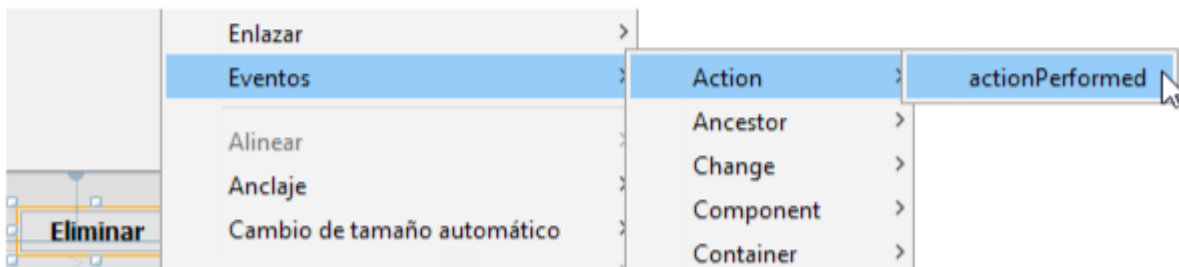 Enlazar
Eventos
Action
actionPerformed
Alinear
Ancestor
Anclaje
Change
Eliminar
Cambio de tamaño automático
Component
Container